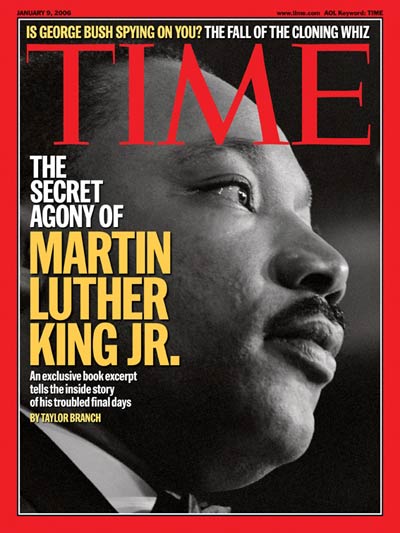 JANUARY 9, 2006 www.time.com AOL Keyword: TIME
IS GEORGE BUSH SPYING ON YOU? THE FALL OF THE CLONING WHIZ
TIME
THE
SECRET
AGONY OF
MARTIN
LUTHER
KING JR.
An exclusive book excerpt
tells the inside story
of his troubled final days
BY TAYLOR BRANCH